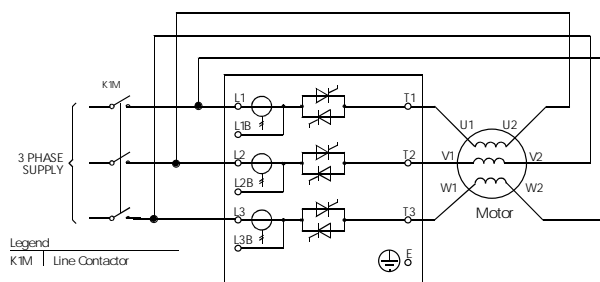 K1M
3 PHASE
SUPPLY
L1
L1B
L2
L2B
L3
L3B
T1
T2
T3
E
U1
U2
V1
V2
W1
W2
Motor
Legend
K1M Line Contactor